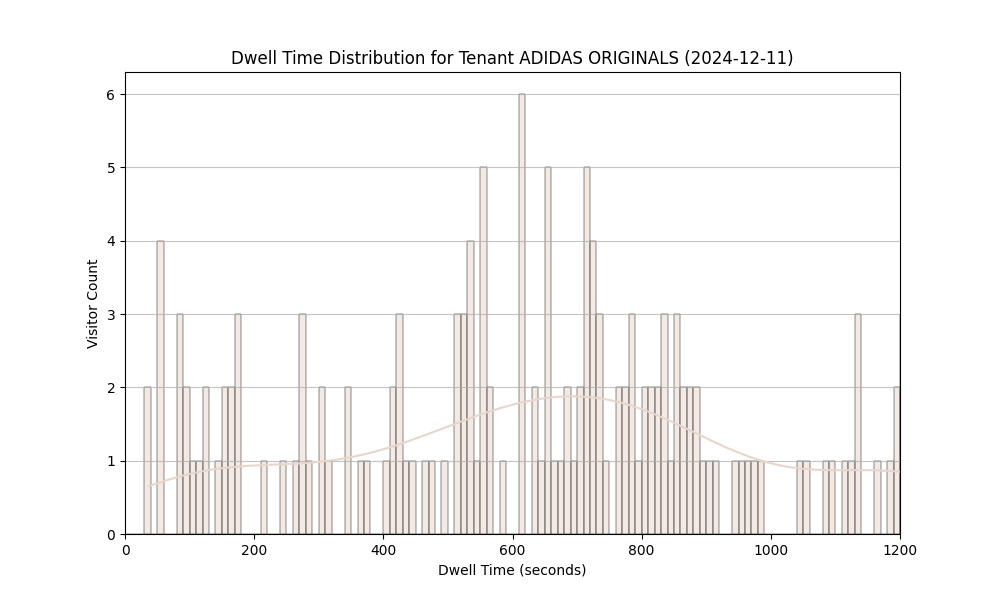 Dwell Time Distribution for Tenant ADIDAS ORIGINALS (2024-12-11)
Visitor Count
6
5
4
3
2
1
0
0 200 400 600 800 1000 1200
Dwell Time (seconds)